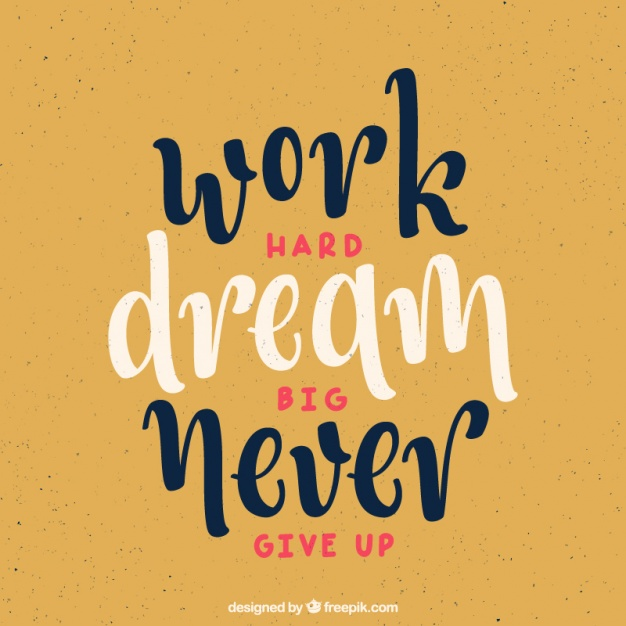 work
HARD
dream
BIG
never
GIVE UP
designed by freepik.com